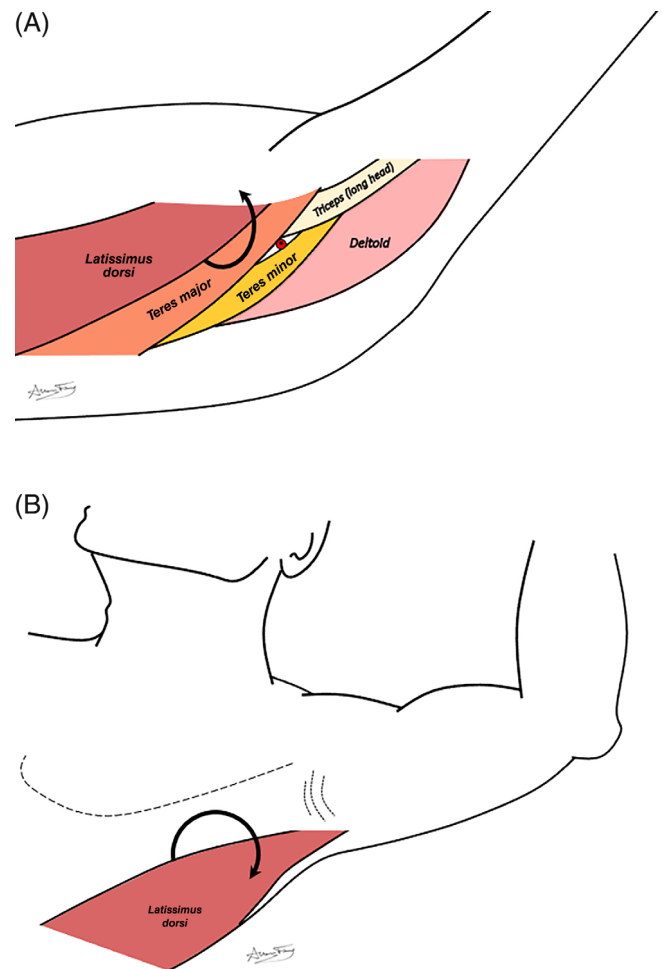 (A)
Triceps (long head)
Latissimus
dorsi
Deltoid
Teres major
Teres minor
(B)
Latissimus
dorsi